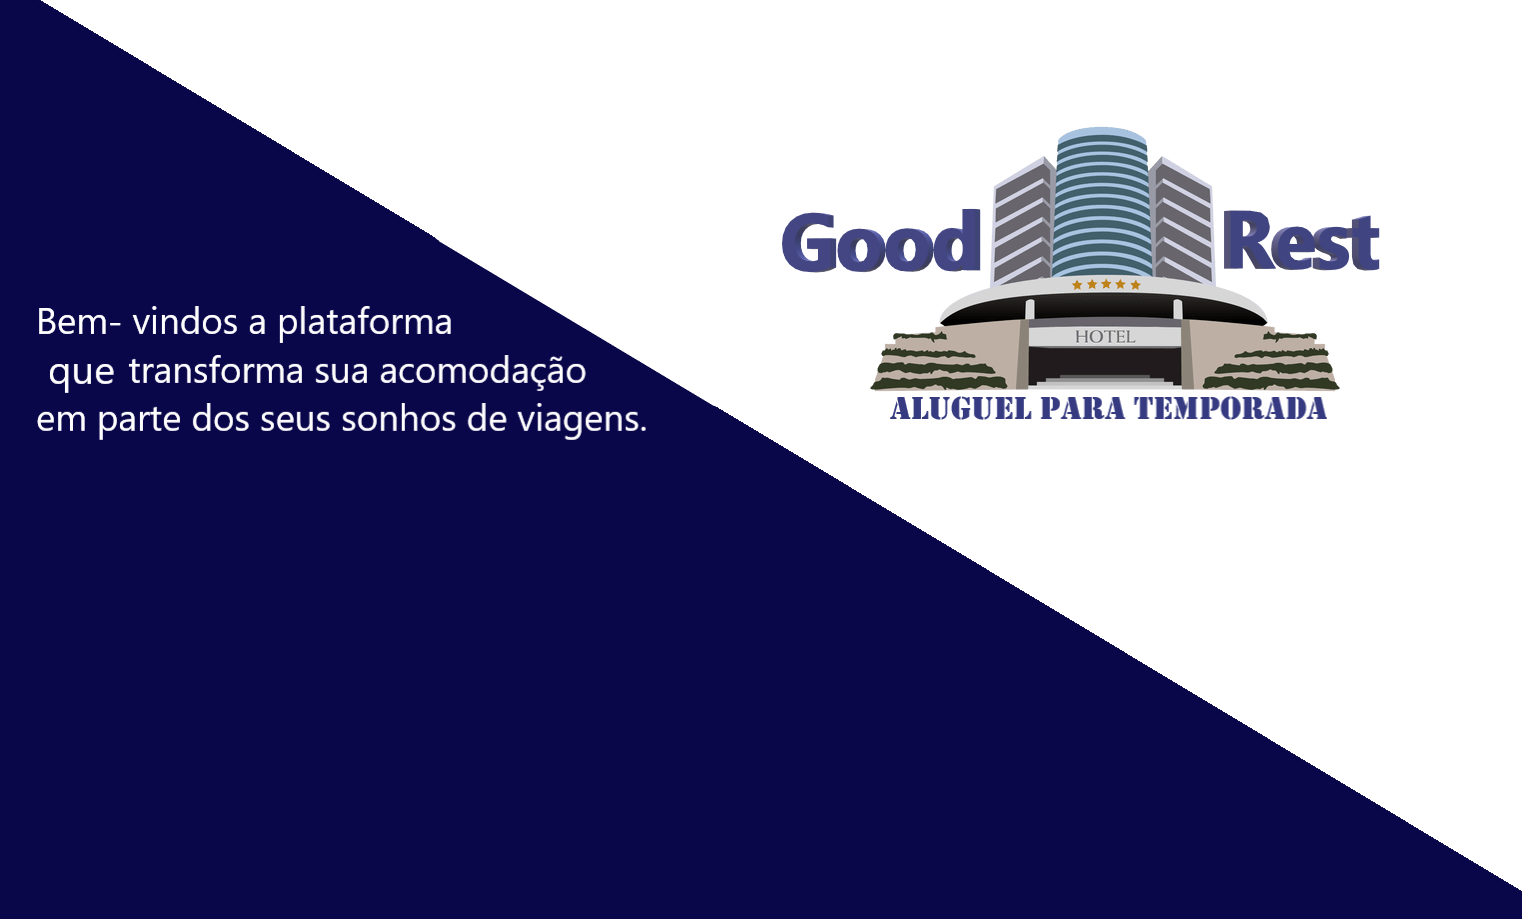 Bem- vindos a plataforma
que transforma sua acomodação
em parte dos seus sonhos de viagens.
Good Rest
HOTEL
ALUGUEL PARA TEMPORADA